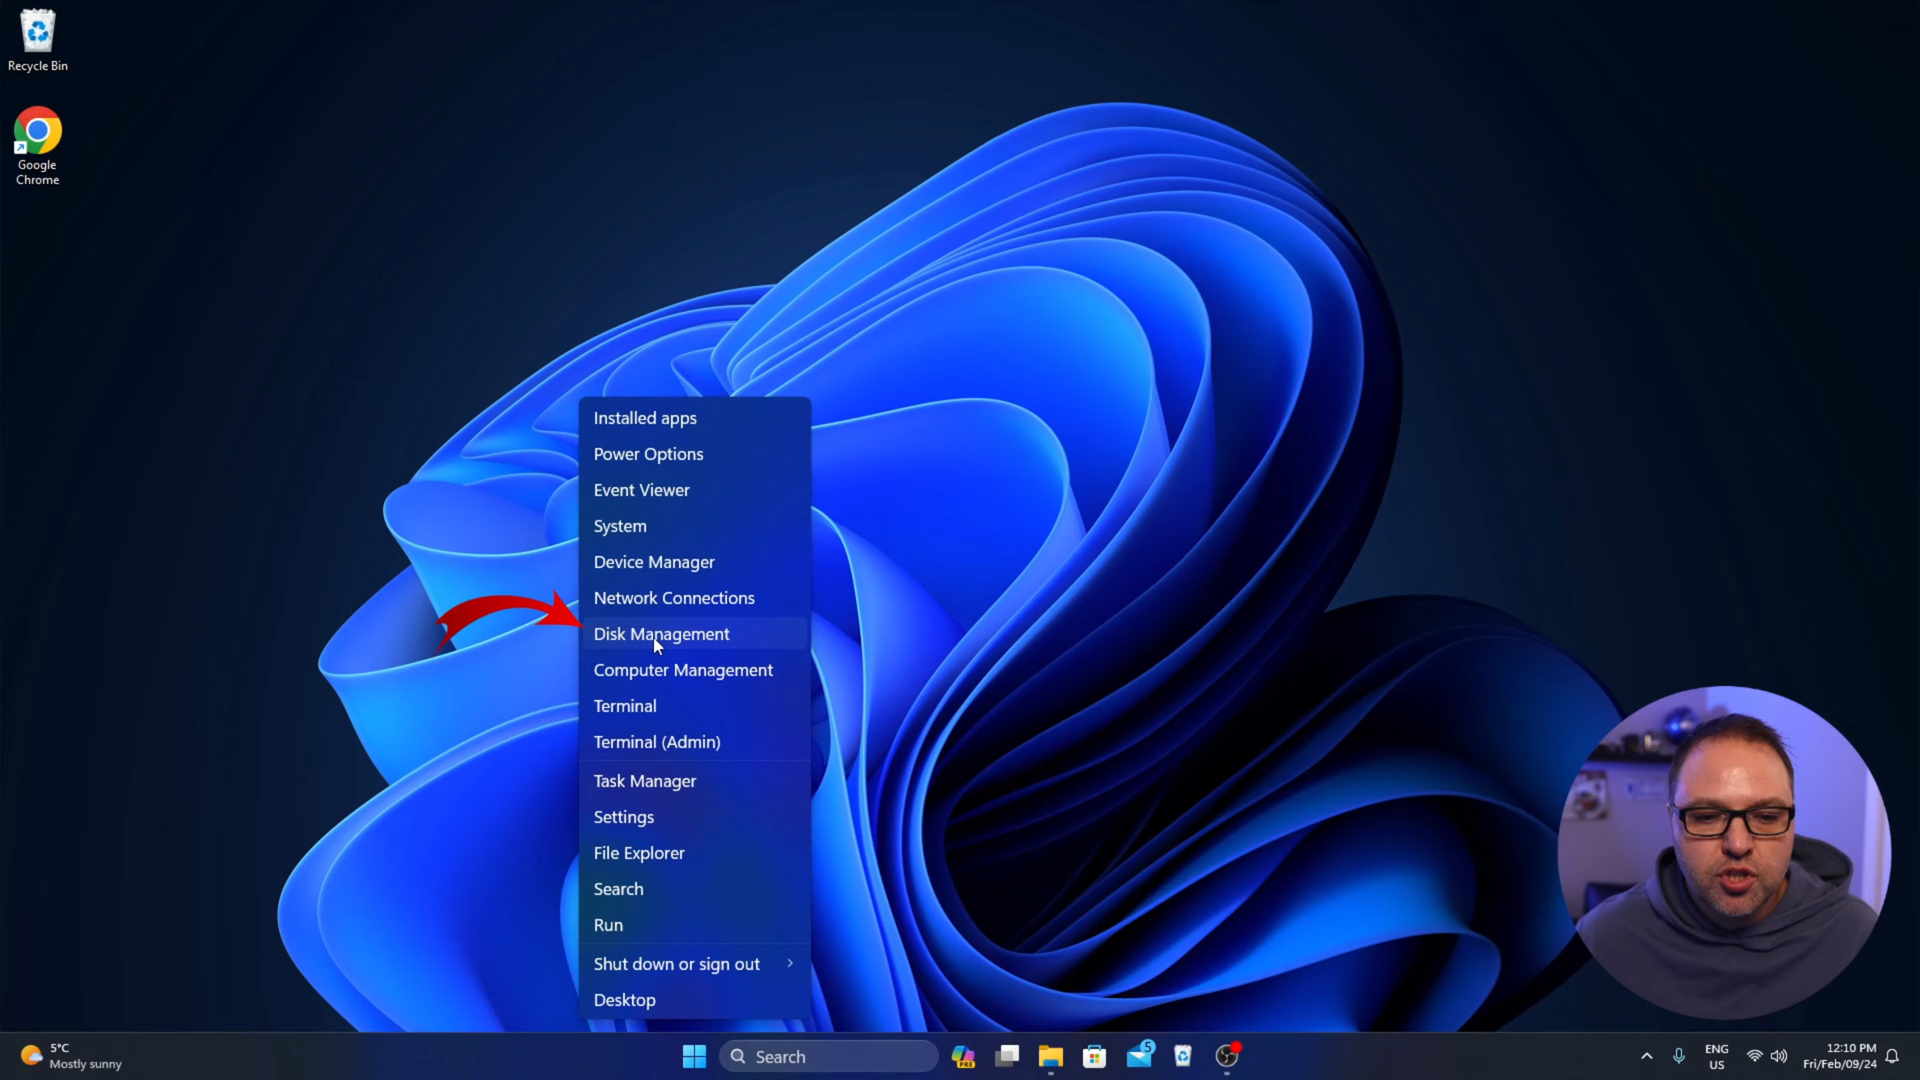 Recycle Bin
Google
Chrome
Installed apps
Power Options
Event Viewer
System
Device Manager
Network Connections
Disk Management
Computer Management
Terminal
Terminal (Admin)
Task Manager
Settings
File Explorer
Search
Run
Shut down or sign out
Desktop
5°C
Mostly sunny
Search
PRE
5
ENG
US
12:10 PM
Fri/Feb/09/24